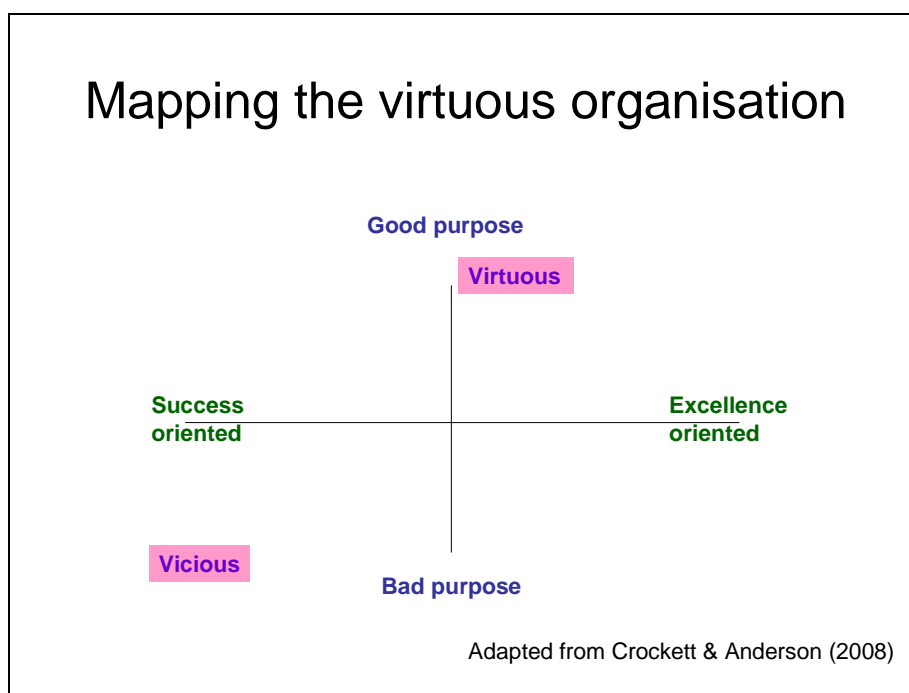 Mapping the virtuous organisation
Good purpose
Virtuous
Success
oriented
Excellence
oriented
Vicious
Bad purpose
Adapted from Crockett & Anderson (2008)